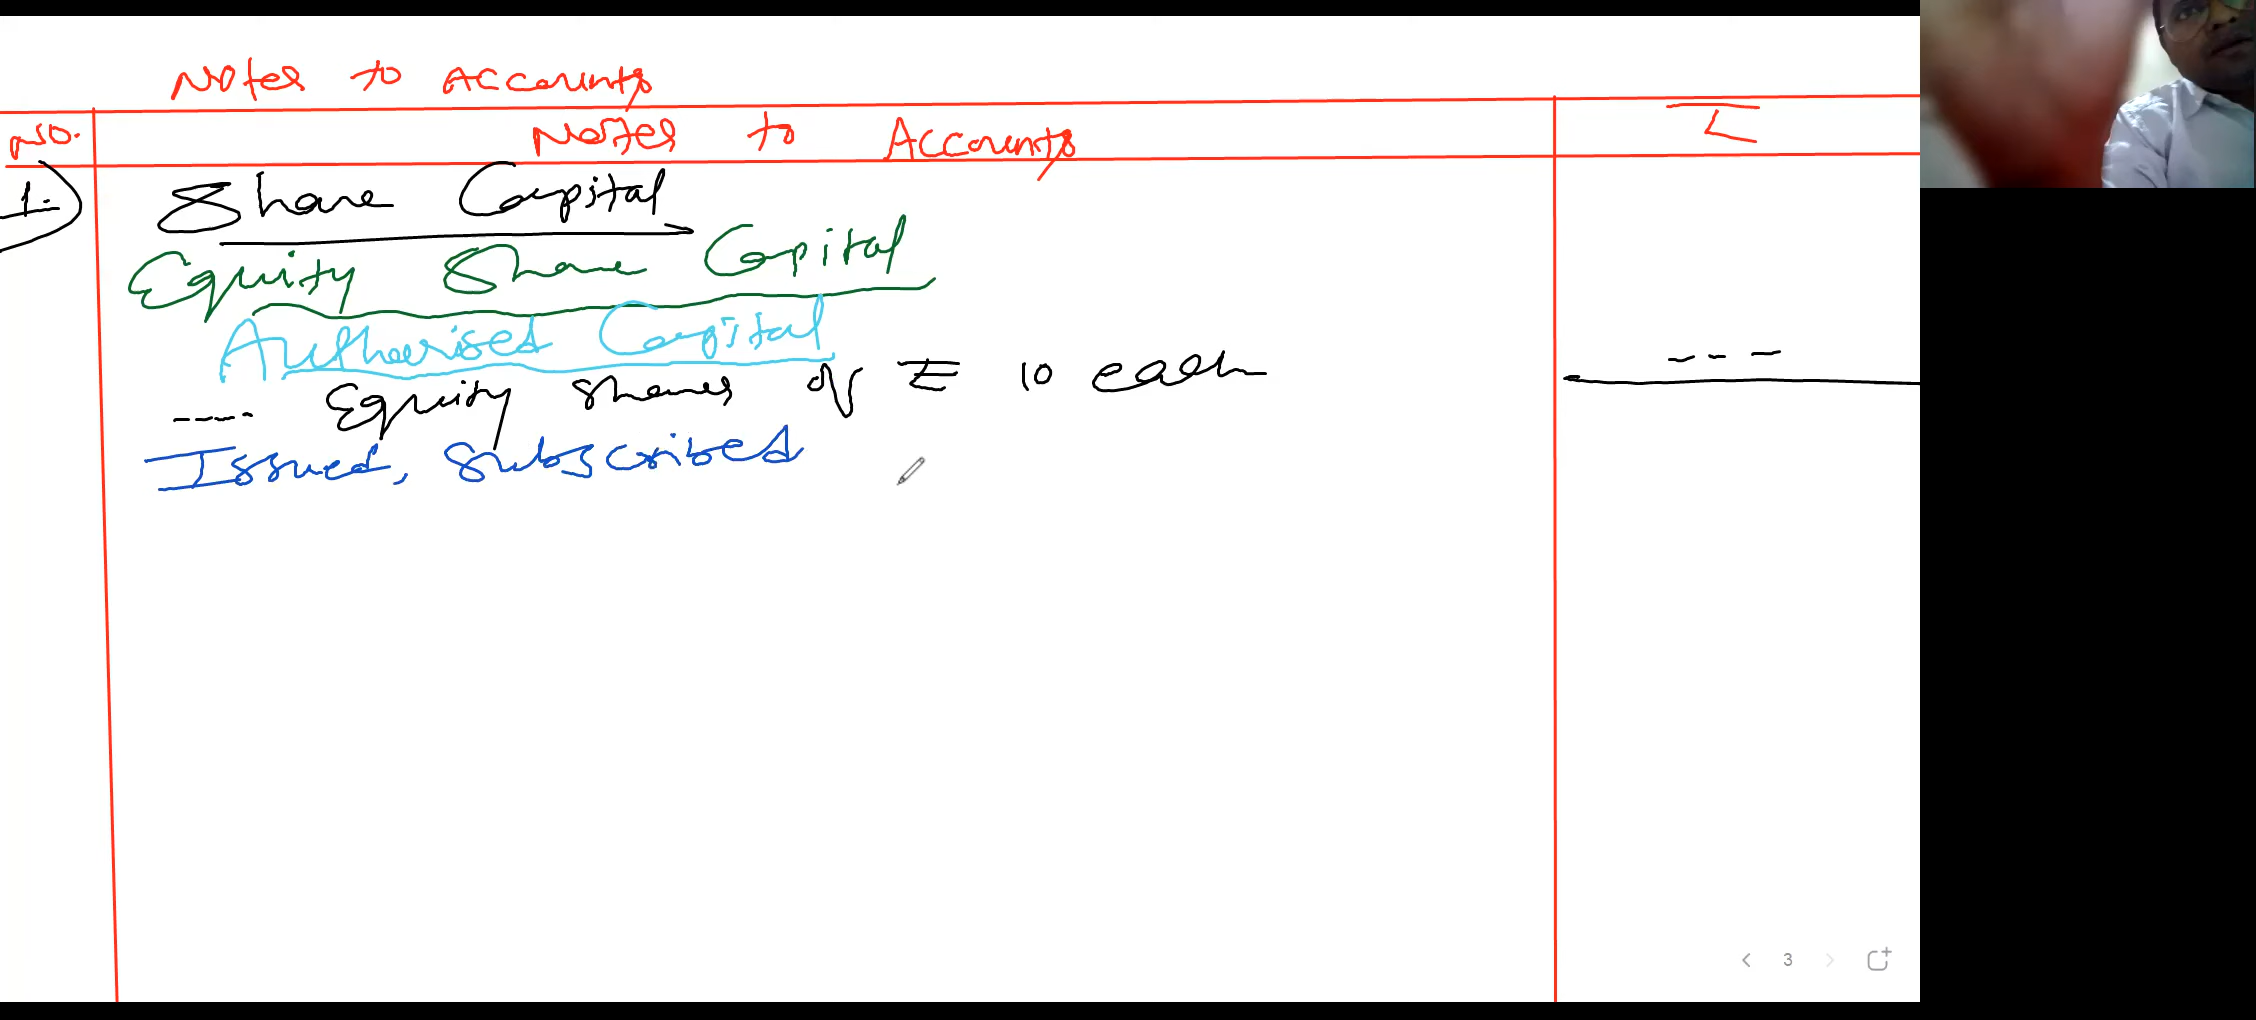 Notes to Accounts
No. Notes to Accounts ₹
1. Share Capital
Equity Share Capital
Authorised Capital
---- Equity shares of ₹ 10 each ---
Issued, Subscribed
3